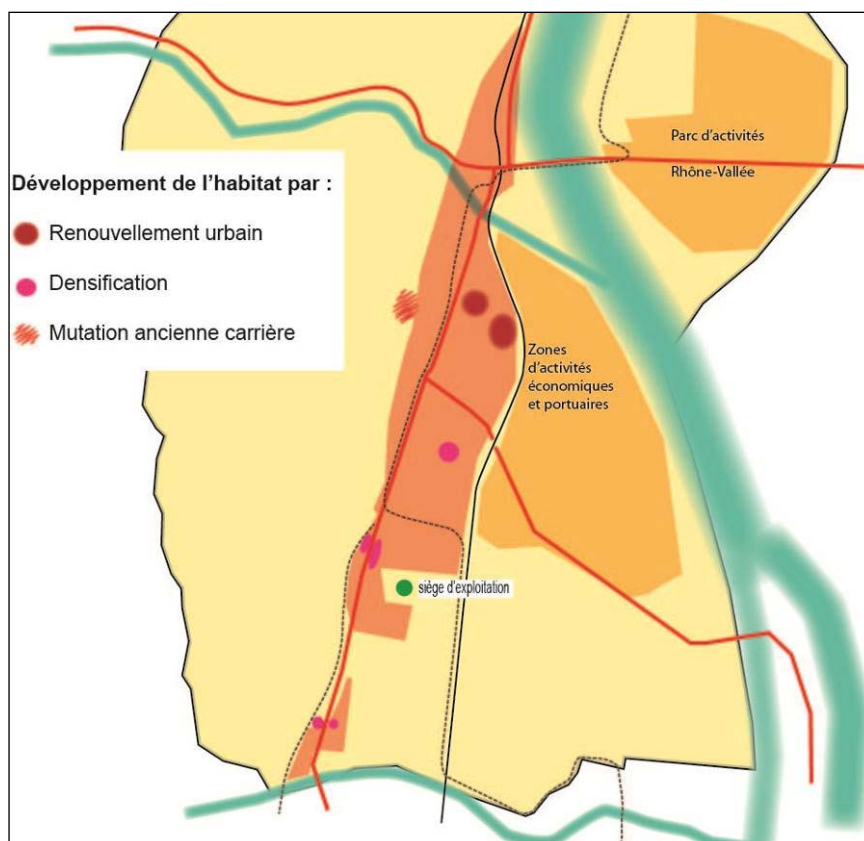 Parc d'activités
Rhône-Vallée
Développement de l'habitat par :
Renouvellement urbain
Densification
Mutation ancienne carrière
Zones
d'activités
économiques
et portuaires
siège d'exploitation